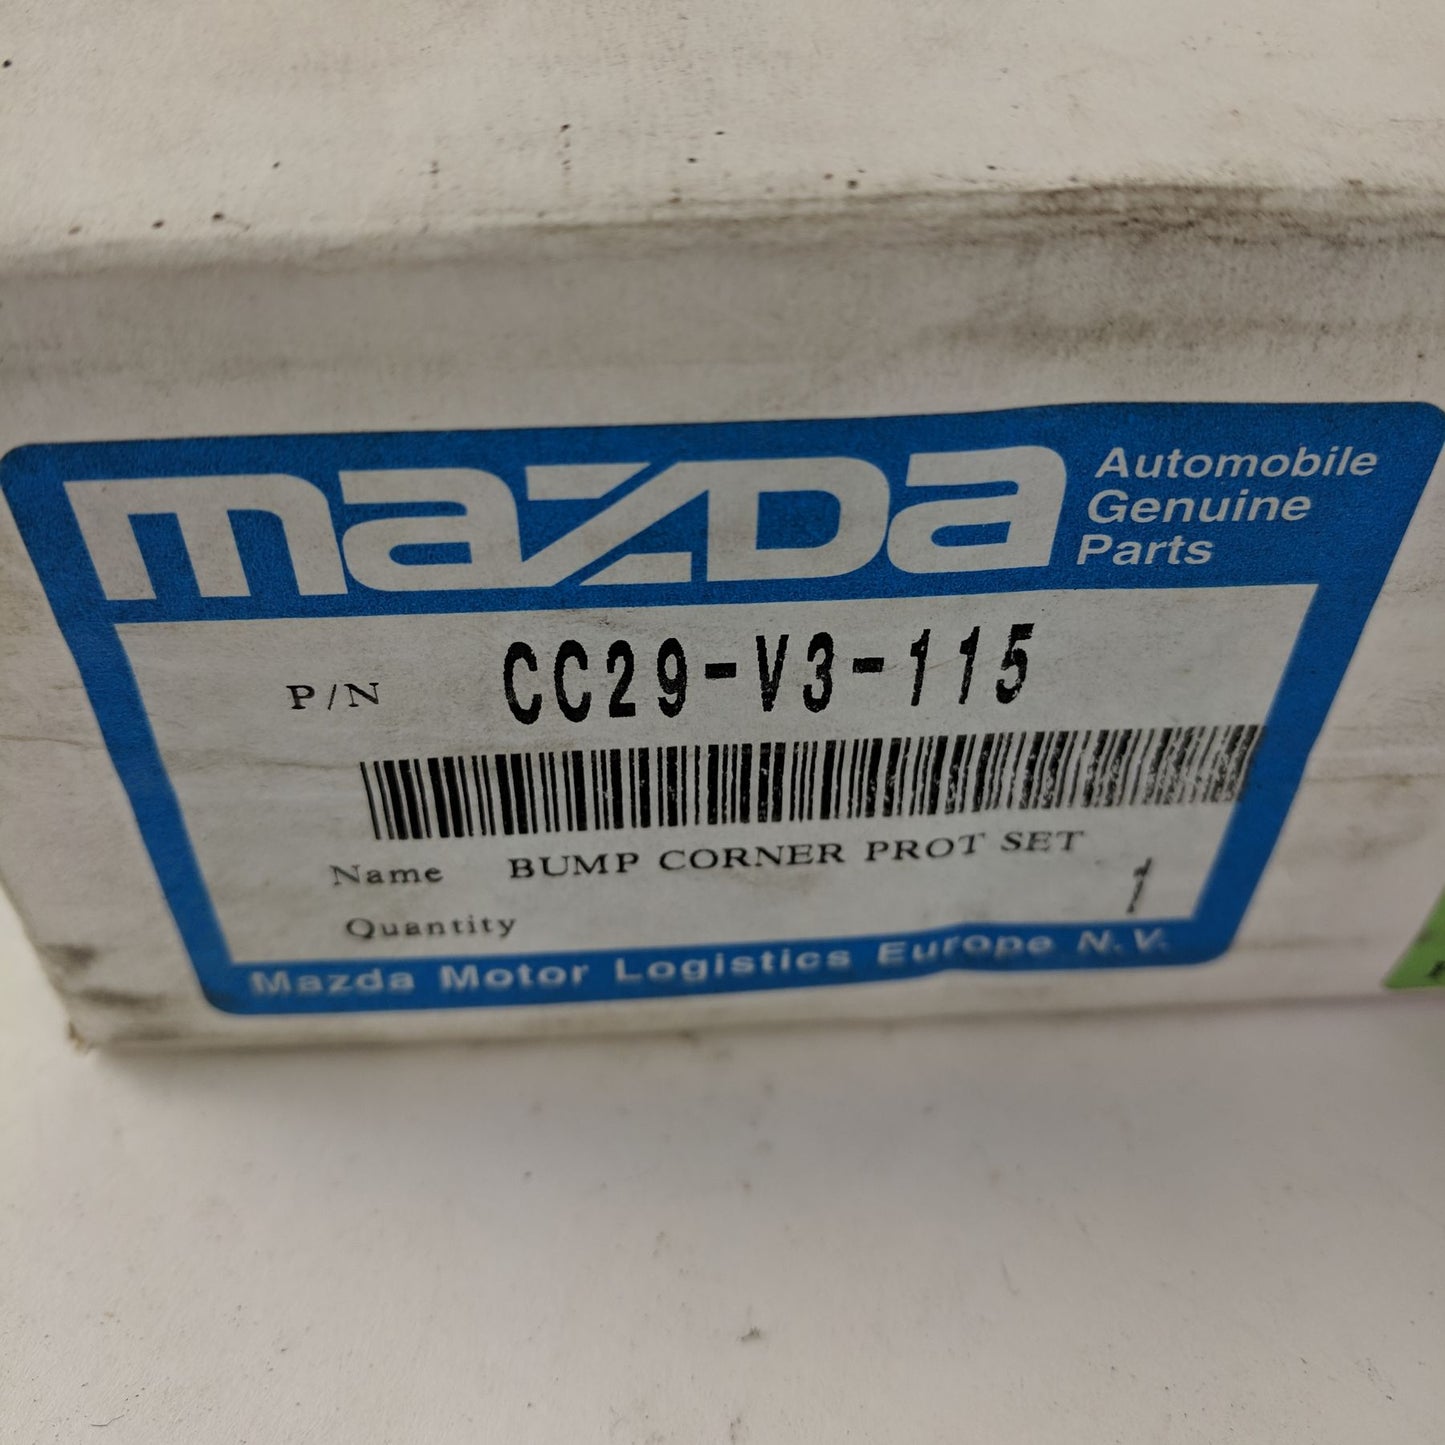 mazda
Automobile
Genuine
Parts
P/N CC29-V3-115
Name BUMP CORNER PROT SET
Quantity 1
Mazda Motor Logistics Europe N.V.